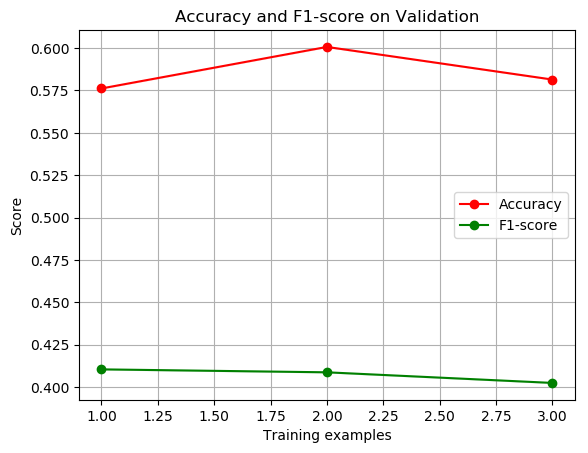 Accuracy and F1-score on Validation
0.600
0.575
0.550
0.525
0.500
0.475
0.450
0.425
0.400
Score
Accuracy
F1-score
1.00 1.25 1.50 1.75 2.00 2.25 2.50 2.75 3.00
Training examples